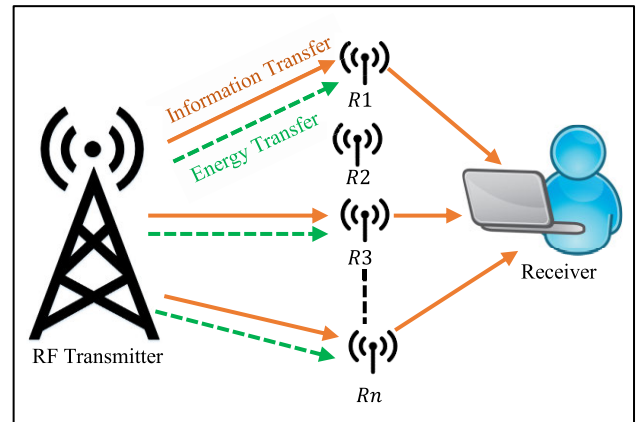 Information Transfer
Energy Transfer
R1
R2
R3
Rn
Receiver
RF Transmitter